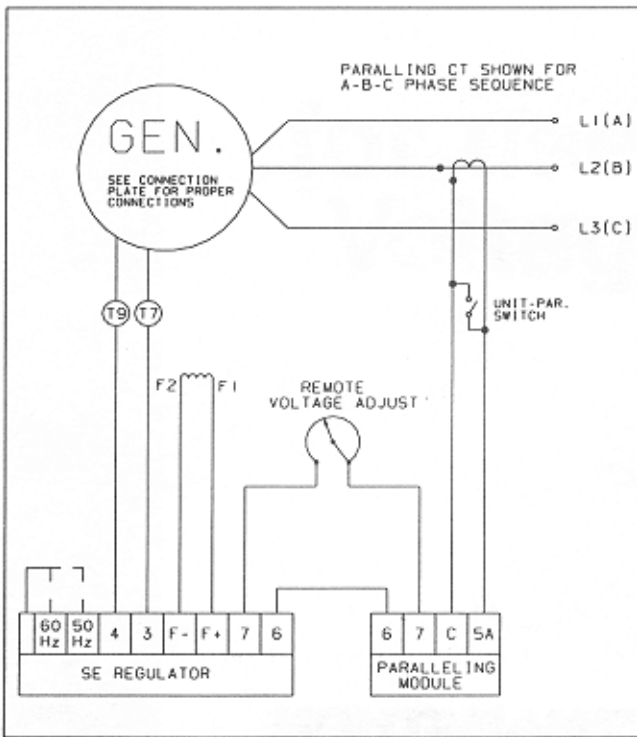 PARALLING CT SHOWN FOR
A-B-C PHASE SEQUENCE
GEN.
SEE CONNECTION
PLATE FOR PROPER
CONNECTIONS
L1(A)
L2(B)
L3(C)
T9
T7
UNIT-PAR.
SWITCH
F2
F1
REMOTE
VOLTAGE ADJUST
60 Hz
50 Hz
4
3
F-
F+
7
6
SE REGULATOR
6
7
C
5A
PARALLELING
MODULE